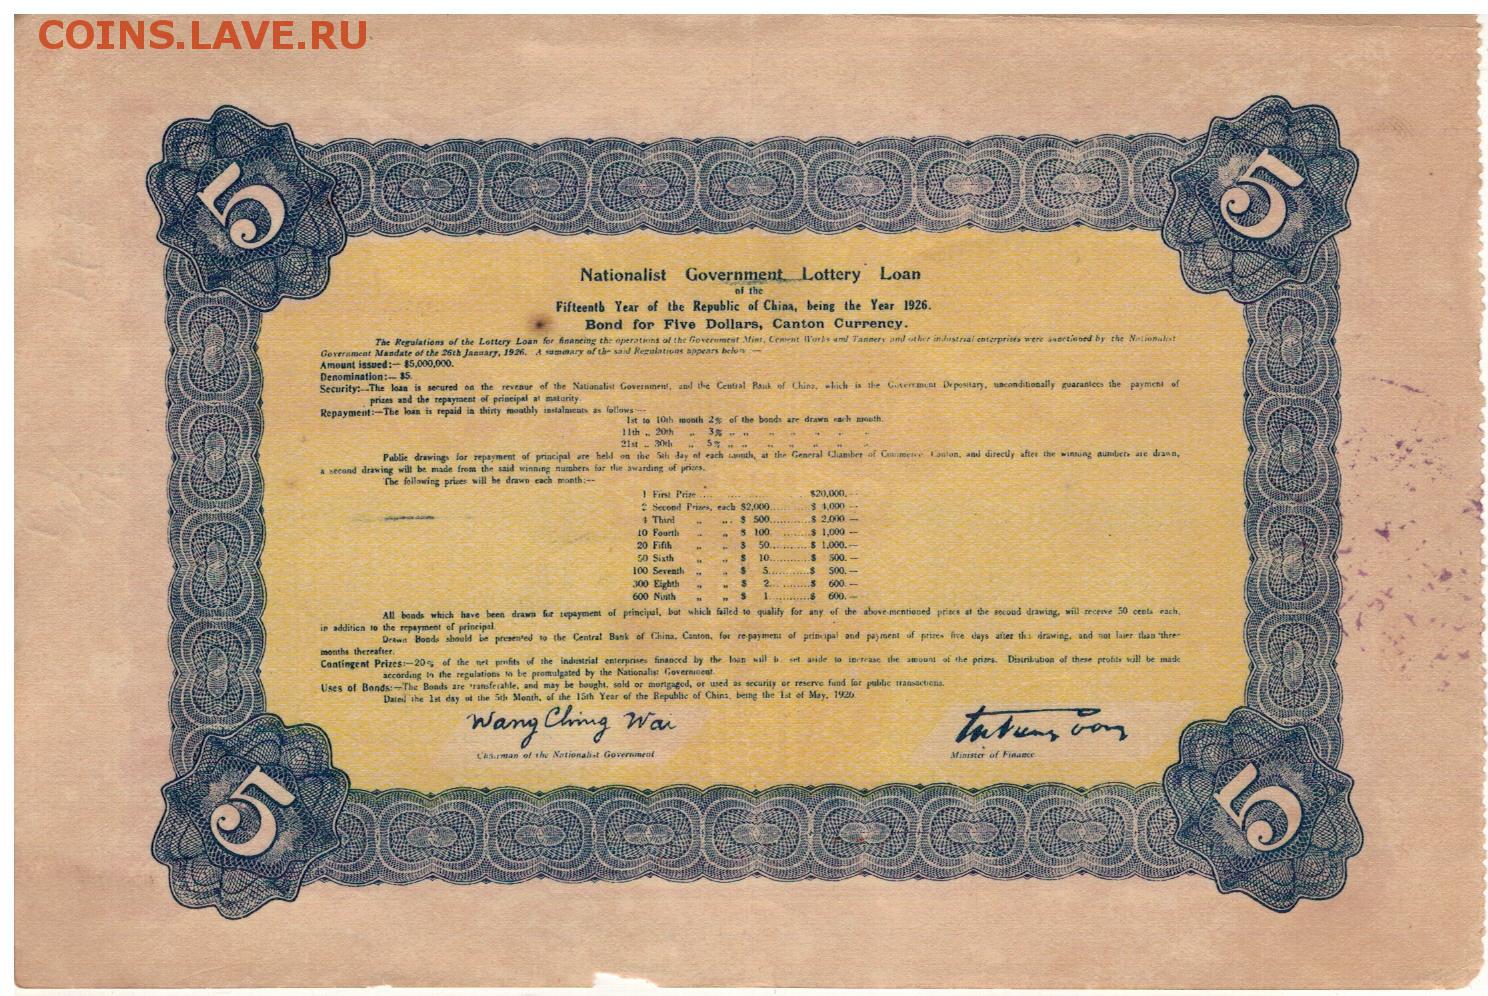 COINS.LAVE.RU
5
5
Nationalist Government Lottery Loan
of the
Fifteenth Year of the Republic of China, being the Year 1926.
Bond for Five Dollars, Canton Currency.
The Regulations of the Lottery Loan for financing the operations of the Government Mint, Cement Works and Tannery and other industrial enterprises were sanctioned by the Nationalist
Government Mandate of the 26th January, 1926. A summary of the said Regulations appears below :—
Amount issued:— $5,000,000.
Denomination:— $5.
Security:—The loan is secured on the revenue of the Nationalist Government, and the Central Bank of China, which is the Government Depositary, unconditionally guarantees the payment of
prizes and the repayment of principal at maturity.
Repayment:—The loan is repaid in thirty monthly instalments as follows:—
1st to 10th month 2% of the bonds are drawn each month.
11th „ 20th „ 3% „ „ „ „ „ „ „
21st „ 30th „ 5% „ „ „ „ „ „ „
Public drawings for repayment of principal are held on the 5th day of each month, at the General Chamber of Commerce, Canton, and directly after the winning numbers are drawn,
a second drawing will be made from the said winning numbers for the awarding of prizes.
The following prizes will be drawn each month:—
1 First Prize .... .......... . $20,000.—
2 Second Prizes, each $2,000..........$ 4,000 —
4 Third „ „ $ 500..........$ 2,000 —
10 Fourth „ „ $ 100..........$ 1,000 —
20 Fifth „ „ $ 50..........$ 1,000.—
50 Sixth „ „ $ 10..........$ 500.—
100 Seventh „ „ $ 5..........$ 500.—
300 Eighth „ „ $ 2..........$ 600.—
600 Ninth „ „ $ 1..........$ 600.—
All bonds which have been drawn for repayment of principal, but which failed to qualify for any of the above-mentioned prizes at the second drawing, will receive 50 cents each,
in addition to the repayment of principal.
Drawn Bonds should be presented to the Central Bank of China, Canton, for repayment of principal and payment of prizes five days after the drawing, and not later than three
months thereafter.
Contingent Prizes:—20% of the net profits of the industrial enterprises financed by the loan will be set aside to increase the amount of the prizes. Distribution of these profits will be made
according to the regulations to be promulgated by the Nationalist Government.
Uses of Bonds:—The Bonds are transferable, and may be bought, sold or mortgaged, or used as security or reserve fund for public transactions.
Dated the 1st day of the 5th Month, of the 15th Year of the Republic of China, being the 1st of May, 1926.
Wang Ching Wai
Chairman of the Nationalist Government
Minister of Finance
5
5